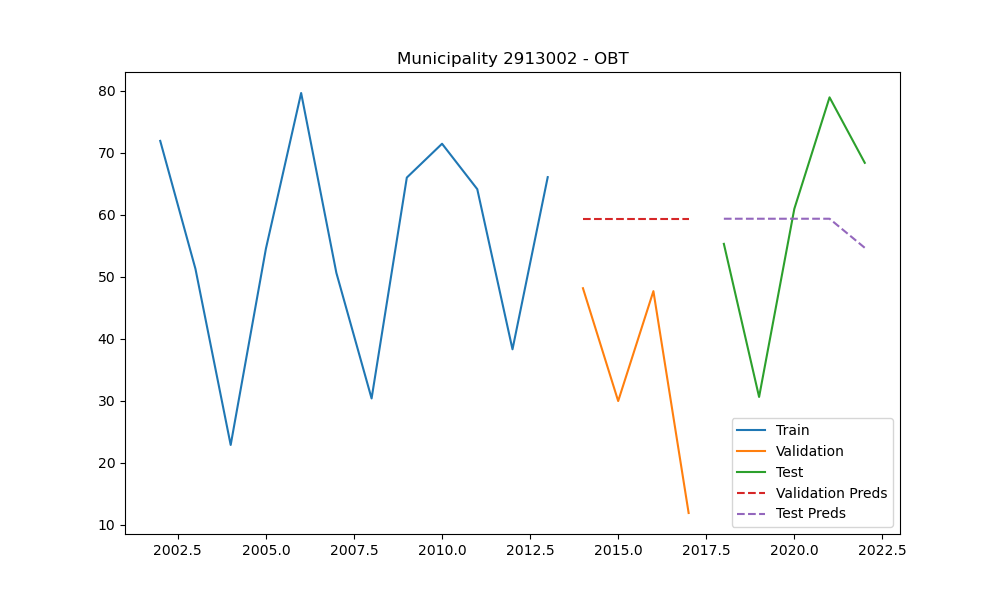 Municipality 2913002 - OBT
80
70
60
50
40
30
20
10
2002.5 2005.0 2007.5 2010.0 2012.5 2015.0 2017.5 2020.0 2022.5
Train
Validation
Test
Validation Preds
Test Preds